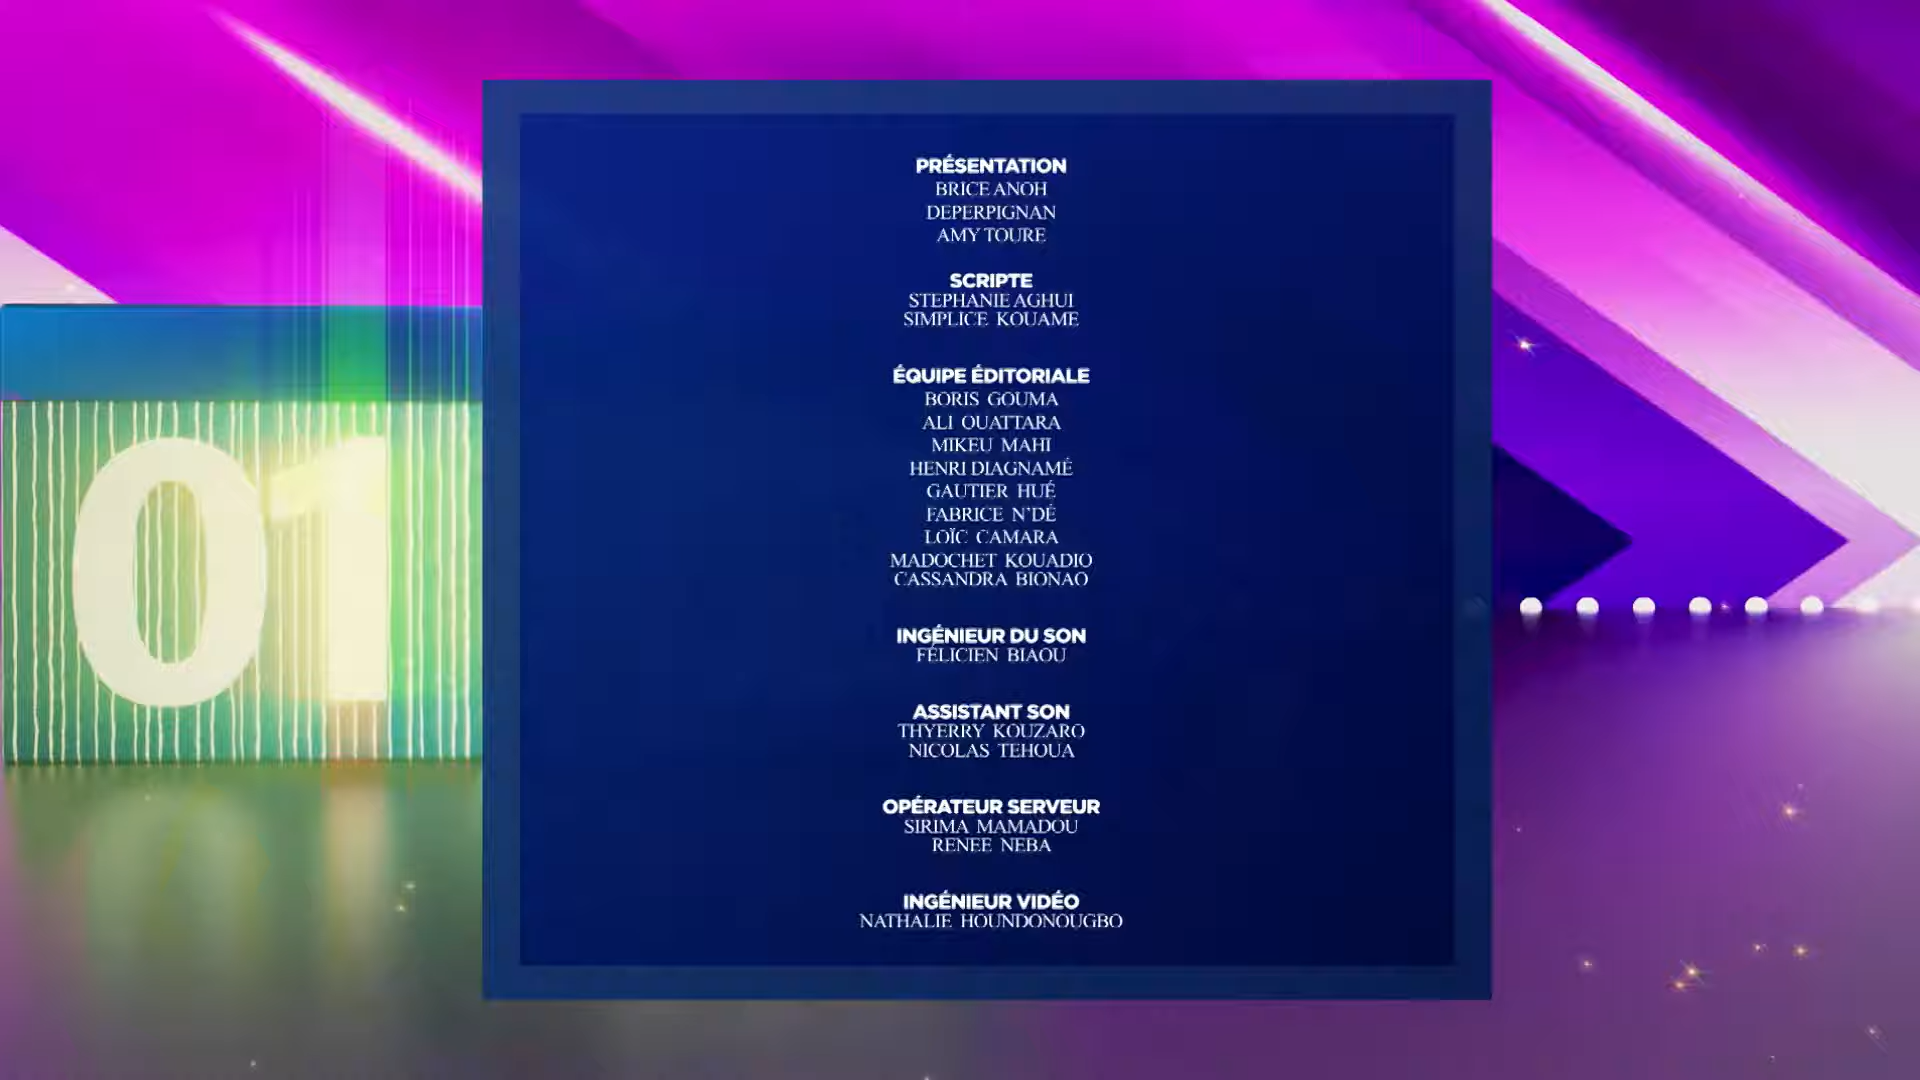 01
PRÉSENTATION
BRICE ANOH
DEPERPIGNAN
AMY TOURE
SCRIPTE
STEPHANIE AGHUI
SIMPLICE KOUAME
ÉQUIPE ÉDITORIALE
BORIS GOUMA
ALI OUATTARA
MIKEU MAHI
HENRI DIAGNAMÉ
GAUTIER HUÉ
FABRICE N'DÉ
LOÏC CAMARA
MADOCHET KOUADIO
CASSANDRA BIONAO
INGÉNIEUR DU SON
FÉLICIEN BIAOU
ASSISTANT SON
THYERRY KOUZARO
NICOLAS TEHOUA
OPÉRATEUR SERVEUR
SIRIMA MAMADOU
RENEE NEBA
INGÉNIEUR VIDÉO
NATHALIE HOUNDONOUGBO